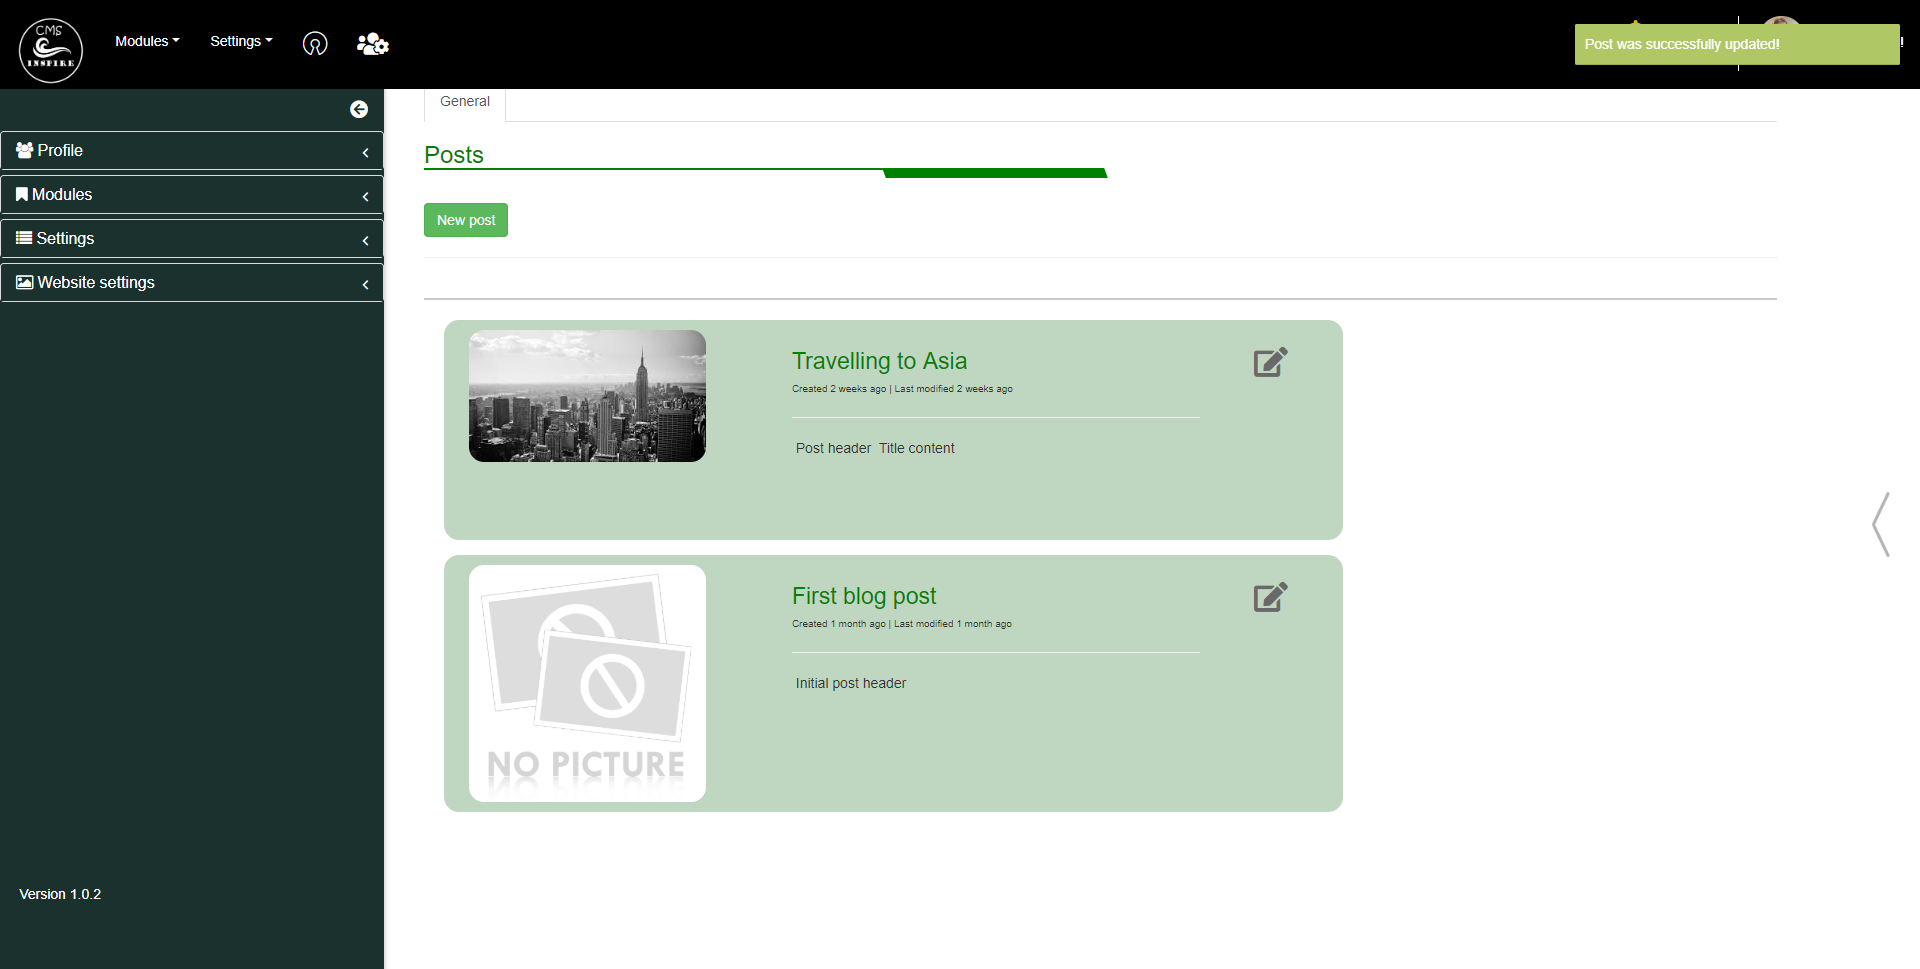 CMS
INSPIRE
Modules
Settings
Post was successfully updated!
!
Profile
Modules
Settings
Website settings
Version 1.0.2
General
Posts
New post
Travelling to Asia
Created 2 weeks ago | Last modified 2 weeks ago
Post header  Title content
NO PICTURE
First blog post
Created 1 month ago | Last modified 1 month ago
Initial post header